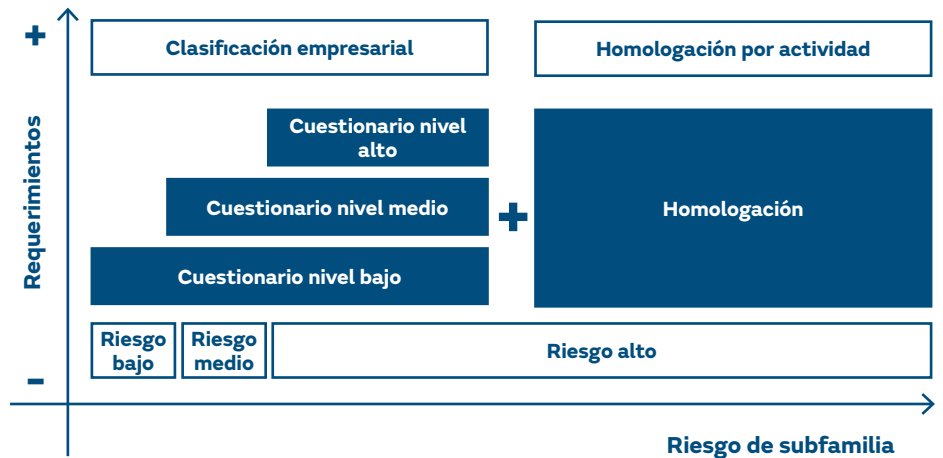 +
Clasificación empresarial
Homologación por actividad
Requerimientos
Cuestionario nivel
alto
Cuestionario nivel medio
+
Homologación
Cuestionario nivel bajo
Riesgo
bajo
Riesgo
medio
Riesgo alto
-
Riesgo de subfamilia